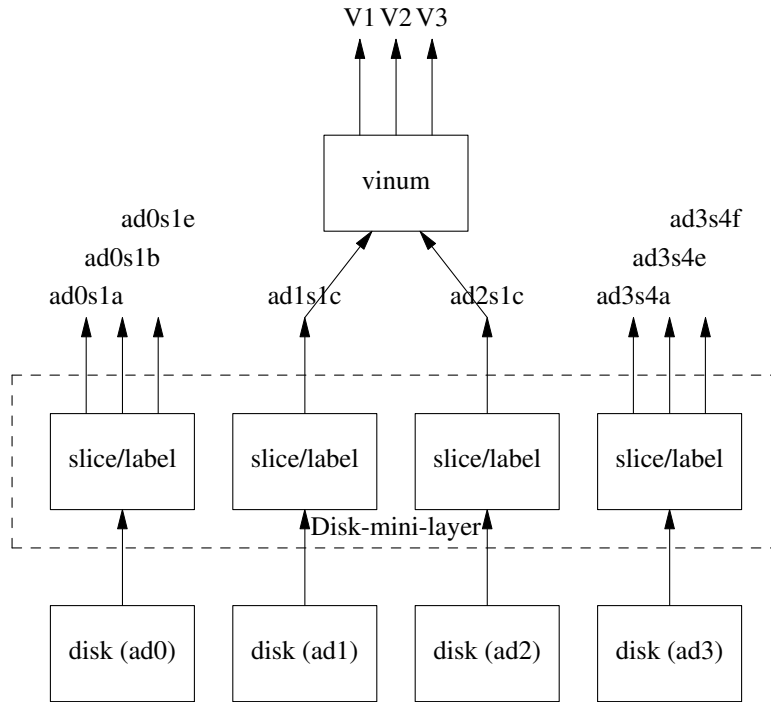 V1 V2 V3
vinum
ad0s1e
ad3s4f
ad0s1b
ad3s4e
ad0s1a
ad1s1c
ad2s1c
ad3s4a
slice/label
slice/label
slice/label
slice/label
Disk-mini-layer
disk (ad0)
disk (ad1)
disk (ad2)
disk (ad3)